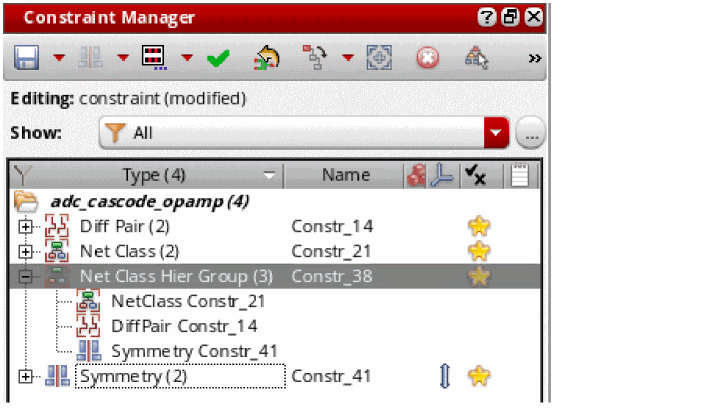 Constraint Manager
Editing: constraint (modified)
Show: All ...
Type (4) Name
adc_cascode_opamp (4)
Diff Pair (2) Constr_14
Net Class (2) Constr_21
Net Class Hier Group (3) Constr_38
NetClass Constr_21
DiffPair Constr_14
Symmetry Constr_41
Symmetry (2) Constr_41